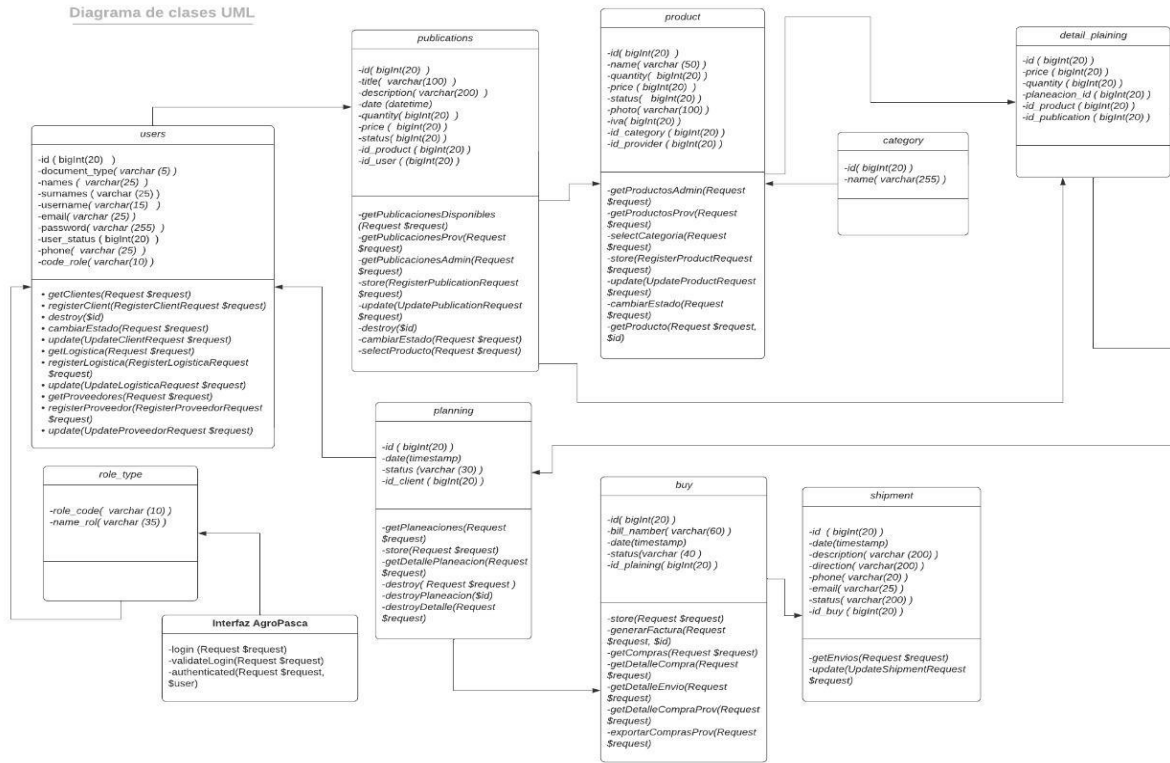 Diagrama de clases UML
users
-id ( bigInt(20) )
-document_type( varchar (5) )
-names ( varchar(25) )
-surnames ( varchar (25) )
-username( varchar(15) )
-email( varchar (25) )
-password( varchar (255) )
-user_status ( bigInt(20) )
-phone( varchar (25) )
-code_role( varchar(10) )
• getClientes(Request $request)
• registerClient(RegisterClientRequest $request)
• destroy($id)
• cambiarEstado(Request $request)
• update(UpdateClientRequest $request)
• getLogistica(Request $request)
• registerLogistica(RegisterLogisticaRequest
$request)
• update(UpdateLogisticaRequest $request)
• getProveedores(Request $request)
• registerProveedor(RegisterProveedorRequest
$request)
• update(UpdateProveedorRequest $request)
publications
-id( bigInt(20) )
-title( varchar(100) )
-description( varchar(200) )
-date (datetime)
-quantity( bigInt(20) )
-price ( bigInt(20) )
-status( bigInt(20) )
-id_product ( bigInt(20) )
-id_user ( (bigInt(20) )
-getPublicacionesDisponibles
(Request $request)
-getPublicacionesProv(Request
$request)
-getPublicacionesAdmin(Request
$request)
-store(RegisterPublicationRequest
$request)
-update(UpdatePublicationRequest
$request)
-destroy($id)
-cambiarEstado(Request $request)
-selectProducto(Request $request)
product
-id( bigInt(20) )
-name( varchar (50) )
-quantity( bigInt(20) )
-price ( bigInt(20) )
-status( bigInt(20) )
-photo( varchar(100) )
-iva( bigInt(20) )
-id_category ( bigInt(20) )
-id_provider ( bigInt(20) )
-getProductosAdmin(Request
$request)
-getProductosProv(Request
$request)
-selectCategoria(Request
$request)
-store(RegisterProductRequest
$request)
-update(UpdateProductRequest
$request)
-cambiarEstado(Request
$request)
-getProducto(Request $request,
$id)
category
-id( bigInt(20) )
-name( varchar(255) )
detail_plaining
-id ( bigInt(20) )
-price ( bigInt(20) )
-quantity ( bigInt(20) )
-planeacion_id ( bigInt(20) )
-id_product ( bigInt(20) )
-id_publication ( bigInt(20) )
role_type
-role_code( varchar (10) )
-name_rol( varchar (35) )
Interfaz AgroPasca
-login (Request $request)
-validateLogin(Request $request)
-authenticated(Request $request,
$user)
planning
-id ( bigInt(20) )
-date(timestamp)
-status (varchar (30) )
-id_client ( bigInt(20) )
-getPlaneaciones(Request
$request)
-store(Request $request)
-getDetallePlaneacion(Request
$request)
-destroy( Request $request )
-destroyPlaneacion($id)
-destroyDetalle(Request
$request)
buy
-id( bigInt(20) )
-bill_namber( varchar(60) )
-date(timestamp)
-status(varchar (40 )
-id_plaining( bigInt(20) )
-store(Request $request)
-generarFactura(Request
$request, $id)
-getCompras(Request $request)
-getDetalleCompra(Request
$request)
-getDetalleEnvio(Request
$request)
-getDetalleCompraProv(Request
$request)
-exportarComprasProv(Request
$request)
shipment
-id ( bigInt(20) )
-date(timestamp)
-description( varchar (200) )
-direction( varchar(200) )
-phone( varchar(20) )
-email( varchar(25) )
-status( varchar(200) )
-id_buy ( bigInt(20) )
-getEnvios(Request $request)
-update(UpdateShipmentRequest
$request)